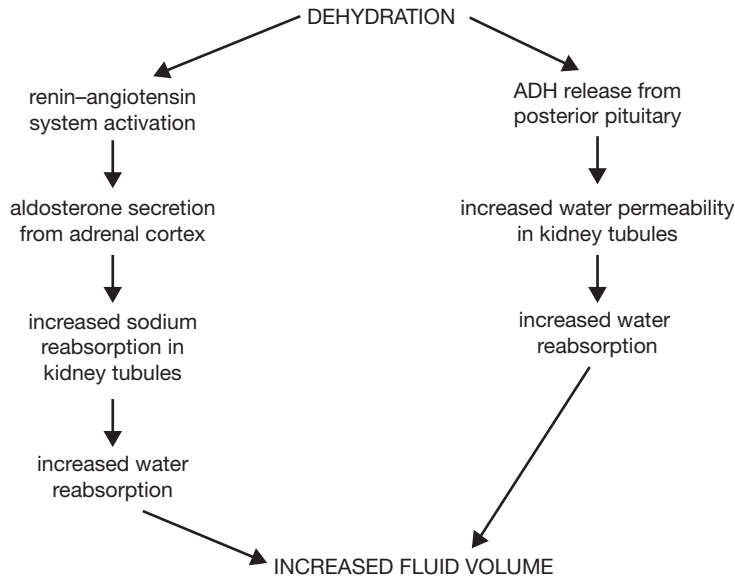 DEHYDRATION
renin–angiotensin
system activation
aldosterone secretion
from adrenal cortex
increased sodium
reabsorption in
kidney tubules
increased water
reabsorption
ADH release from
posterior pituitary
increased water permeability
in kidney tubules
increased water
reabsorption
INCREASED FLUID VOLUME